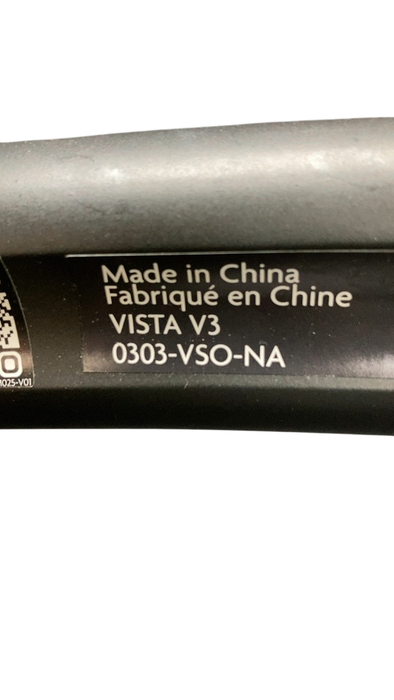 Made in China
Fabriqué en Chine
VISTA V3
0303-VSO-NA